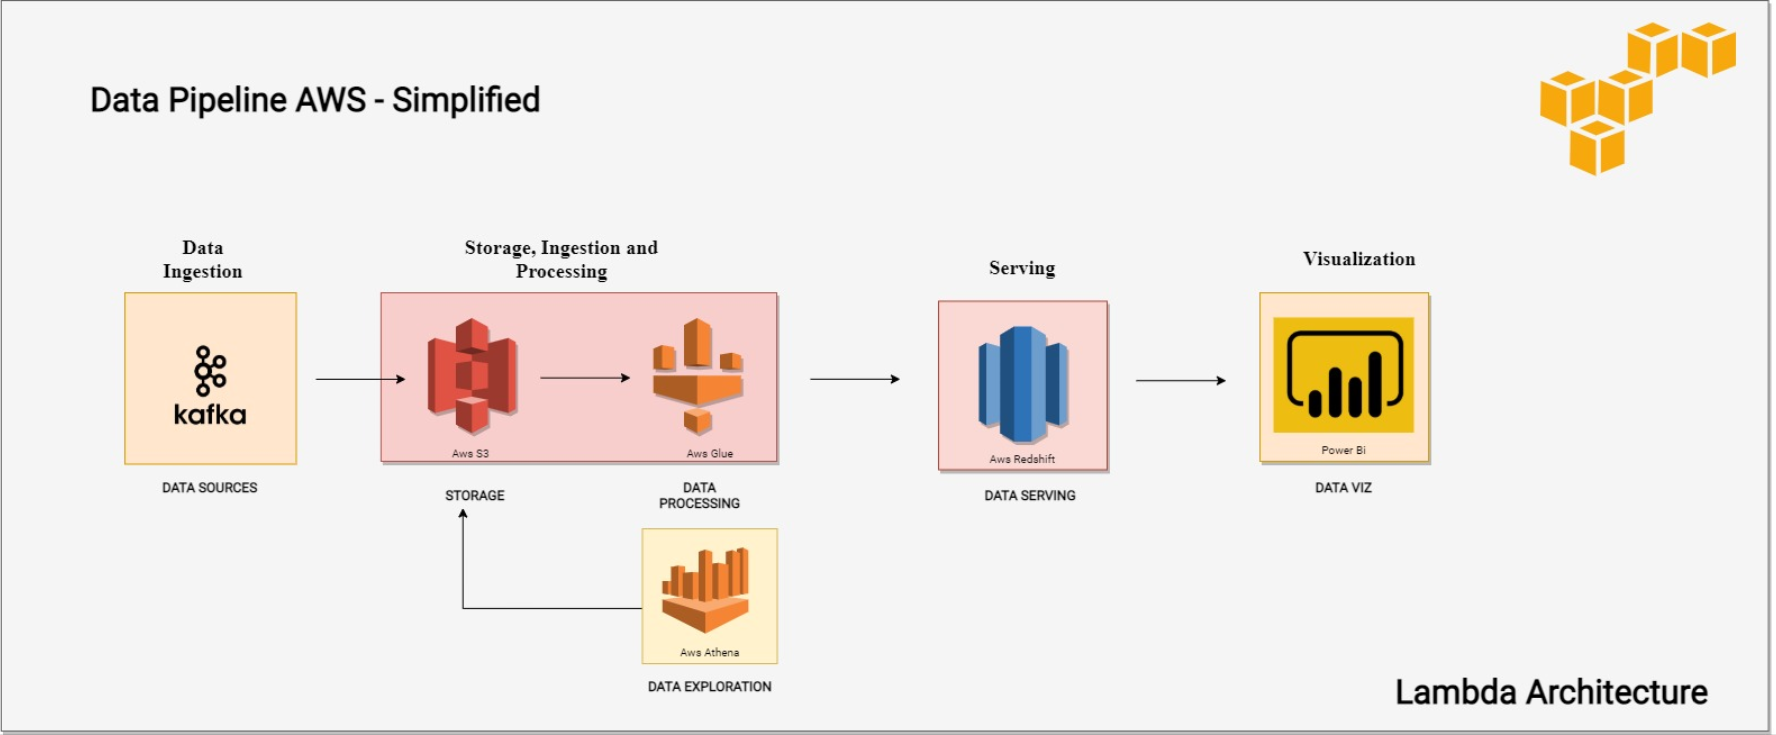 Data Pipeline AWS - Simplified
Data
Ingestion
Storage, Ingestion and
Processing
Serving
Visualization
kafka
Aws S3
Aws Glue
Aws Redshift
Power Bi
DATA SOURCES
STORAGE
DATA
PROCESSING
DATA SERVING
DATA VIZ
Aws Athena
DATA EXPLORATION
Lambda Architecture